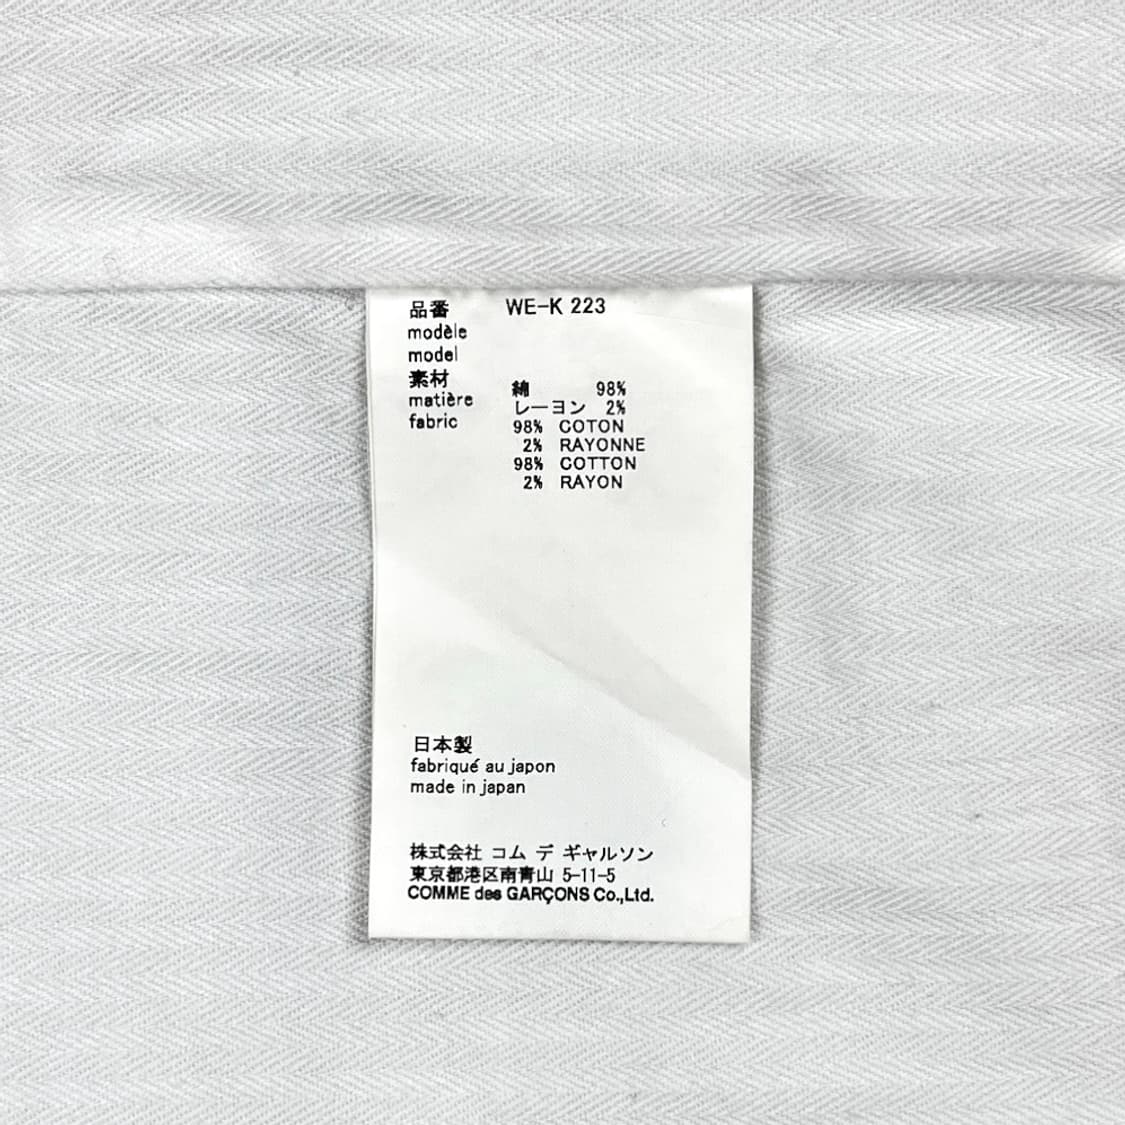 品番 WE-K 223
modèle
model
素材
matière
fabric
綿 98%
レーヨン 2%
98% COTON
2% RAYONNE
98% COTTON
2% RAYON
日本製
fabriqué au japon
made in japan
株式会社 コム デ ギャルソン
東京都港区南青山 5-11-5
COMME des GARÇONS Co.,Ltd.